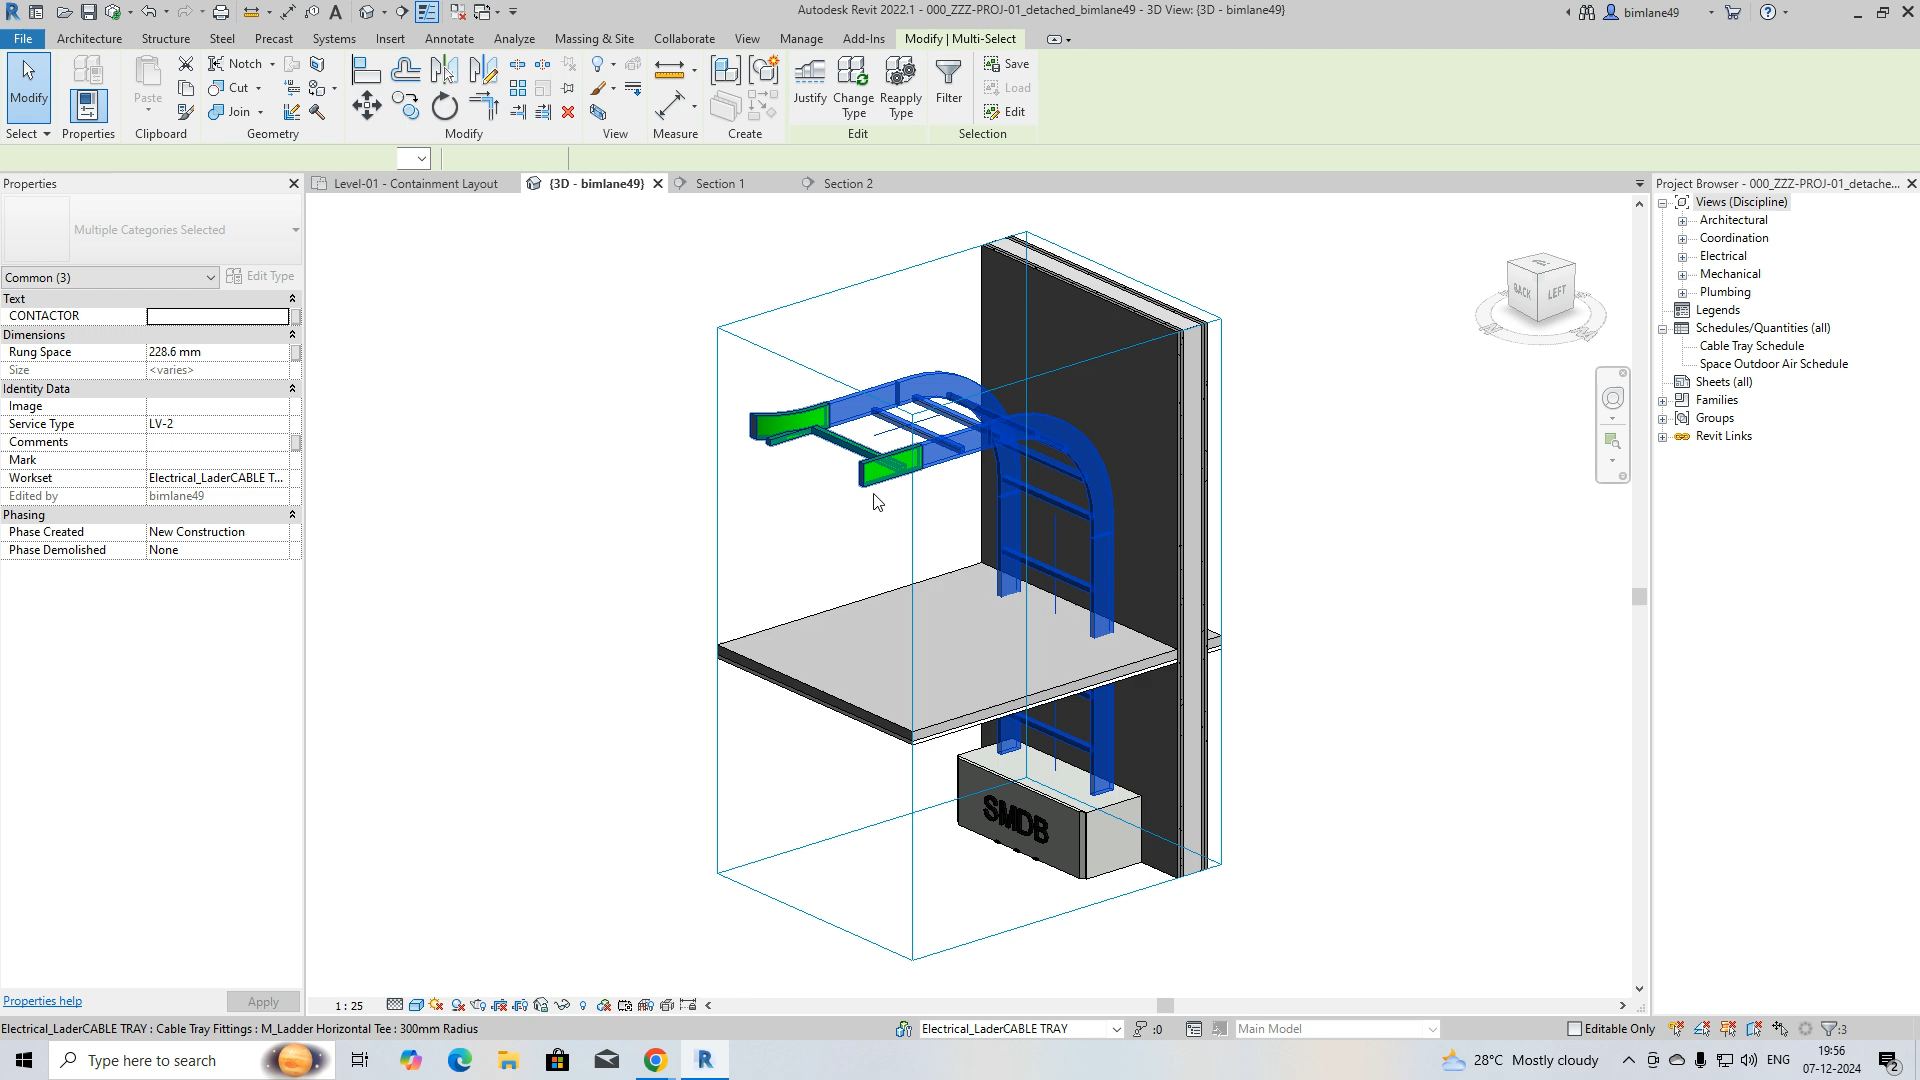 Autodesk Revit 2022.1 - 000_ZZZ-PROJ-01_detached_bimlane49 - 3D View: {3D - bimlane49}
bimlane49
File Architecture Structure Steel Precast Systems Insert Annotate Analyze Massing & Site Collaborate View Manage Add-Ins Modify | Multi-Select
Modify
Paste
Notch
Cut
Join
Justify
Change
Type
Reapply
Type
Filter
Save
Load
Edit
Select Properties Clipboard Geometry Modify View Measure Create Edit Selection
Properties
Level-01 - Containment Layout
{3D - bimlane49}
Section 1
Section 2
Project Browser - 000_ZZZ-PROJ-01_detache...
Multiple Categories Selected
Common (3)
Edit Type
Text
CONTACTOR
Dimensions
Rung Space 228.6 mm
Size <varies>
Identity Data
Image
Service Type LV-2
Comments
Mark
Workset Electrical_LaderCABLE T...
Edited by bimlane49
Phasing
Phase Created New Construction
Phase Demolished None
Properties help
Apply
BACK
LEFT
SMDB
Views (Discipline)
Architectural
Coordination
Electrical
Mechanical
Plumbing
Legends
Schedules/Quantities (all)
Cable Tray Schedule
Space Outdoor Air Schedule
Sheets (all)
Families
Groups
Revit Links
1 : 25
Electrical_LaderCABLE TRAY : Cable Tray Fittings : M_Ladder Horizontal Tee : 300mm Radius
Electrical_LaderCABLE TRAY
:0
Main Model
Editable Only
:3
Type here to search
28°C Mostly cloudy
ENG
19:56
07-12-2024
2